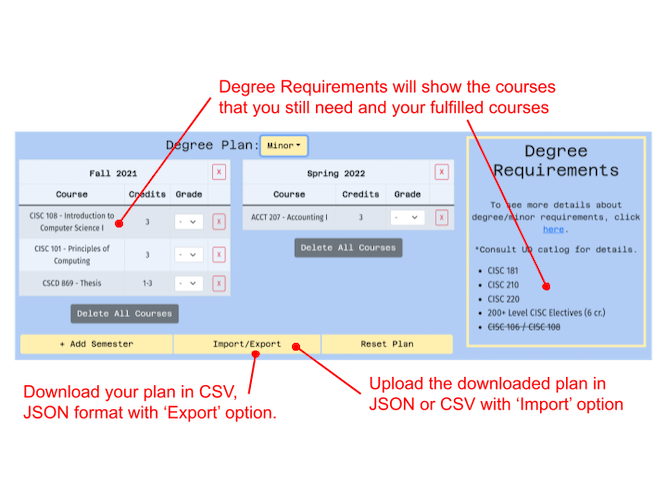 Degree Requirements will show the courses
that you still need and your fulfilled courses
Degree Plan: Minor
Fall 2021 X
Course Credits Grade
CISC 108 - Introduction to
Computer Science I 3 - X
CISC 101 - Principles of
Computing 3 - X
CSCD 869 - Thesis 1-3 - X
Delete All Courses
Spring 2022 X
Course Credits Grade
ACCT 207 - Accounting I 3 - X
Delete All Courses
+ Add Semester Import/Export Reset Plan
Degree
Requirements
To see more details about
degree/minor requirements, click
here.
*Consult UD catlog for details.
• CISC 181
• CISC 210
• CISC 220
• 200+ Level CISC Electives (6 cr.)
• CISC 106 / CISC 108
Download your plan in CSV,
JSON format with ‘Export’ option.
Upload the downloaded plan in
JSON or CSV with ‘Import’ option